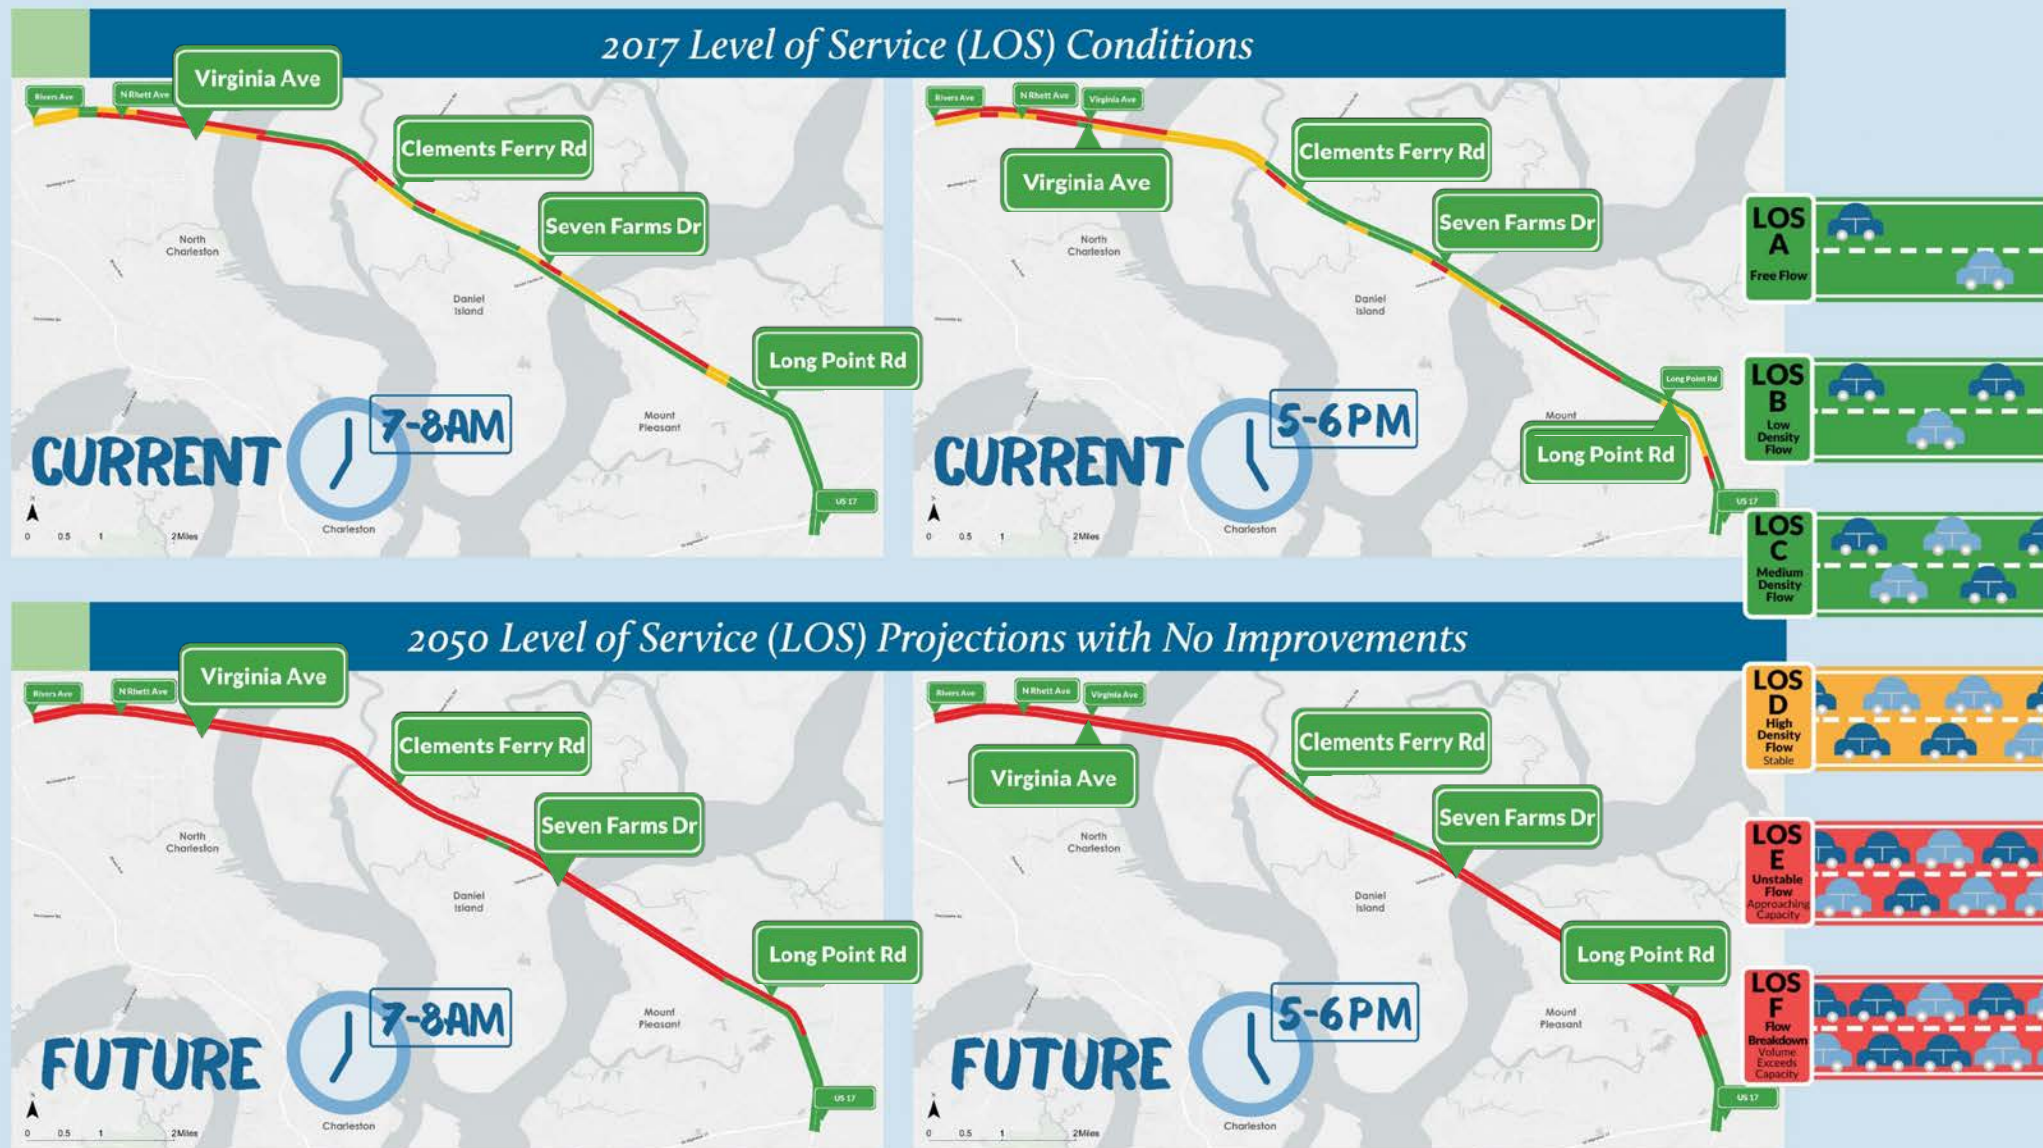 2017 Level of Service (LOS) Conditions
Rivers Ave
N Rhett Ave
Virginia Ave
Clements Ferry Rd
Seven Farms Dr
Long Point Rd
US 17
North
Charleston
Daniel
Island
Mount
Pleasant
Charleston
CURRENT
7-8AM
0 0.5 1 2Miles
Rivers Ave
N Rhett Ave
Virginia Ave
Virginia Ave
Clements Ferry Rd
Seven Farms Dr
Long Point Rd
Long Point Rd
US 17
North
Charleston
Daniel
Island
Mount
Charleston
CURRENT
5-6PM
0 0.5 1 2Miles
2050 Level of Service (LOS) Projections with No Improvements
Rivers Ave
N Rhett Ave
Virginia Ave
Clements Ferry Rd
Seven Farms Dr
Long Point Rd
US 17
North
Charleston
Daniel
Island
Mount
Pleasant
Charleston
FUTURE
7-8AM
0 0.5 1 2Miles
Rivers Ave
N Rhett Ave
Virginia Ave
Virginia Ave
Clements Ferry Rd
Seven Farms Dr
Long Point Rd
US 17
North
Charleston
Daniel
Island
Mount
Pleasant
Charleston
FUTURE
5-6PM
0 0.5 1 2Miles
LOS
A
Free Flow
LOS
B
Low
Density
Flow
LOS
C
Medium
Density
Flow
LOS
D
High
Density
Flow
Stable
LOS
E
Unstable
Flow
Approaching
Capacity
LOS
F
Flow
Breakdown
Volume
Exceeds
Capacity